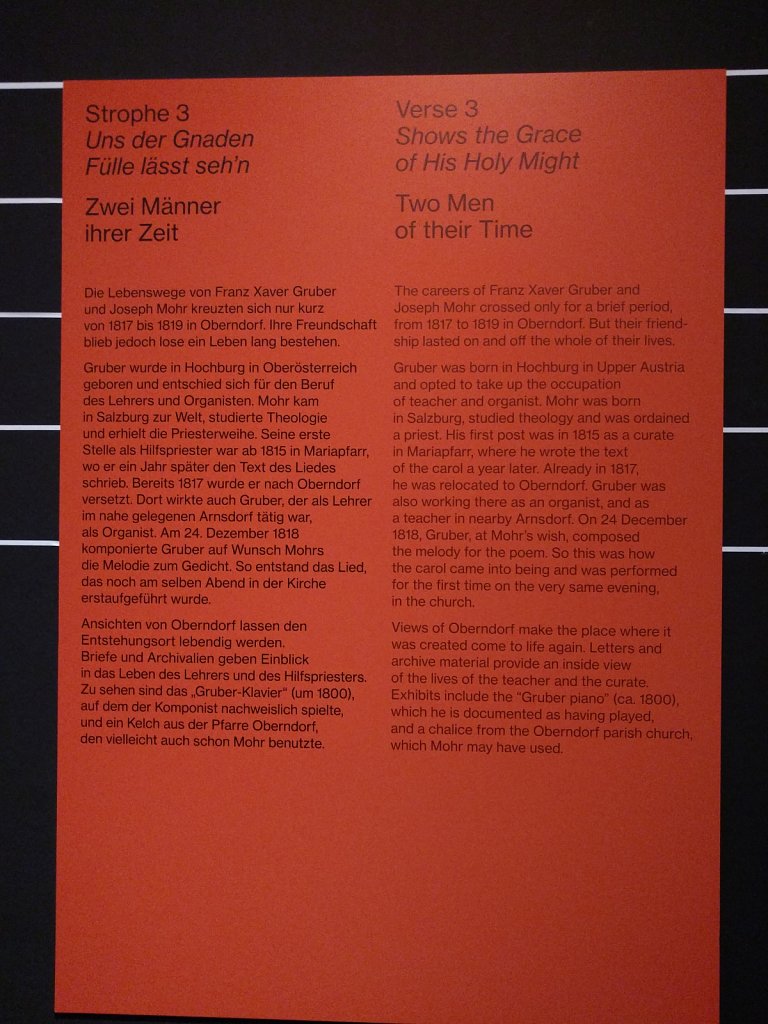 Strophe 3
Uns der Gnaden
Fülle lässt seh'n
Zwei Männer
ihrer Zeit
Die Lebenswege von Franz Xaver Gruber
und Joseph Mohr kreuzten sich nur kurz
von 1817 bis 1819 in Oberndorf. Ihre Freundschaft
blieb jedoch lose ein Leben lang bestehen.
Gruber wurde in Hochburg in Oberösterreich
geboren und entschied sich für den Beruf
des Lehrers und Organisten. Mohr kam
in Salzburg zur Welt, studierte Theologie
und erhielt die Priesterweihe. Seine erste
Stelle als Hilfspriester war ab 1815 in Mariapfarr,
wo er ein Jahr später den Text des Liedes
schrieb. Bereits 1817 wurde er nach Oberndorf
versetzt. Dort wirkte auch Gruber, der als Lehrer
im nahe gelegenen Arnsdorf tätig war,
als Organist. Am 24. Dezember 1818
komponierte Gruber auf Wunsch Mohrs
die Melodie zum Gedicht. So entstand das Lied,
das noch am selben Abend in der Kirche
erstaufgeführt wurde.
Ansichten von Oberndorf lassen den
Entstehungsort lebendig werden.
Briefe und Archivalien geben Einblick
in das Leben des Lehrers und des Hilfspriesters.
Zu sehen sind das „Gruber-Klavier“ (um 1800),
auf dem der Komponist nachweislich spielte,
und ein Kelch aus der Pfarre Oberndorf,
den vielleicht auch schon Mohr benutzte.
Verse 3
Shows the Grace
of His Holy Might
Two Men
of their Time
The careers of Franz Xaver Gruber and
Joseph Mohr crossed only for a brief period,
from 1817 to 1819 in Oberndorf. But their friend-
ship lasted on and off the whole of their lives.
Gruber was born in Hochburg in Upper Austria
and opted to take up the occupation
of teacher and organist. Mohr was born
in Salzburg, studied theology and was ordained
a priest. His first post was in 1815 as a curate
in Mariapfarr, where he wrote the text
of the carol a year later. Already in 1817,
he was relocated to Oberndorf. Gruber was
also working there as an organist, and as
a teacher in nearby Arnsdorf. On 24 December
1818, Gruber, at Mohr's wish, composed
the melody for the poem. So this was how
the carol came into being and was performed
for the first time on the very same evening,
in the church.
Views of Oberndorf make the place where it
was created come to life again. Letters and
archive material provide an inside view
of the lives of the teacher and the curate.
Exhibits include the “Gruber piano” (ca. 1800),
which he is documented as having played,
and a chalice from the Oberndorf parish church,
which Mohr may have used.